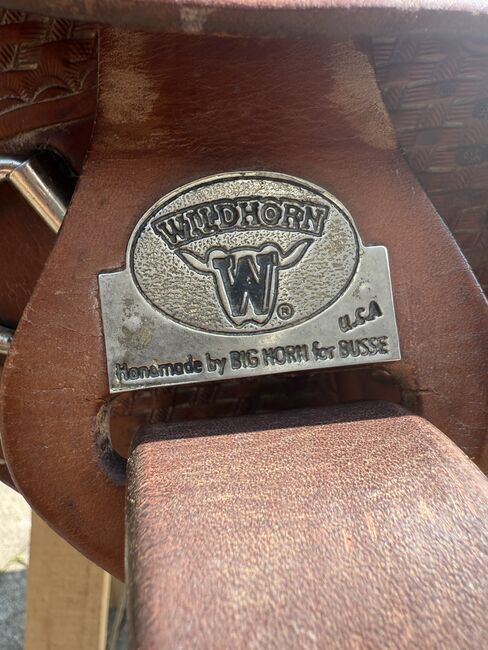 WILDHORN
W ®
U.S.A
Handmade by BIG HORN for BUSSE